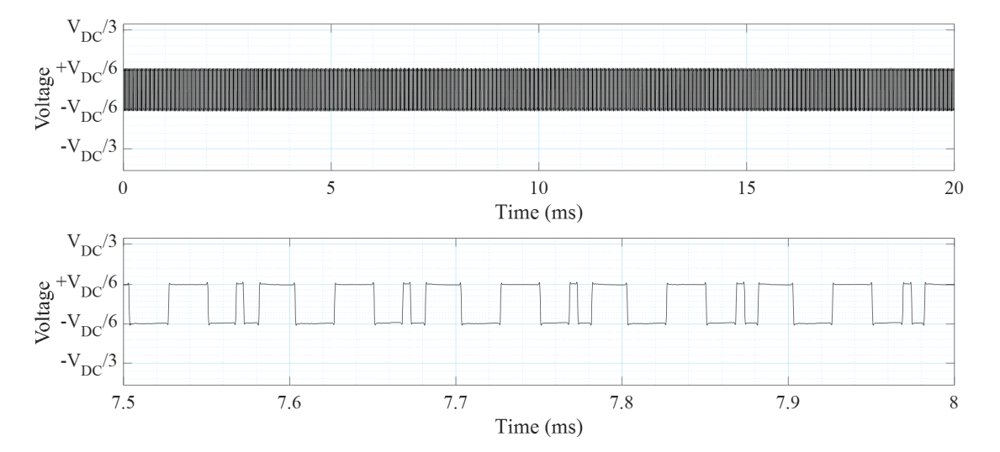 V_DC/3
+V_DC/6
-V_DC/6
-V_DC/3
Voltage
0 5 10 15 20
Time (ms)
V_DC/3
+V_DC/6
-V_DC/6
-V_DC/3
Voltage
7.5 7.6 7.7 7.8 7.9 8
Time (ms)